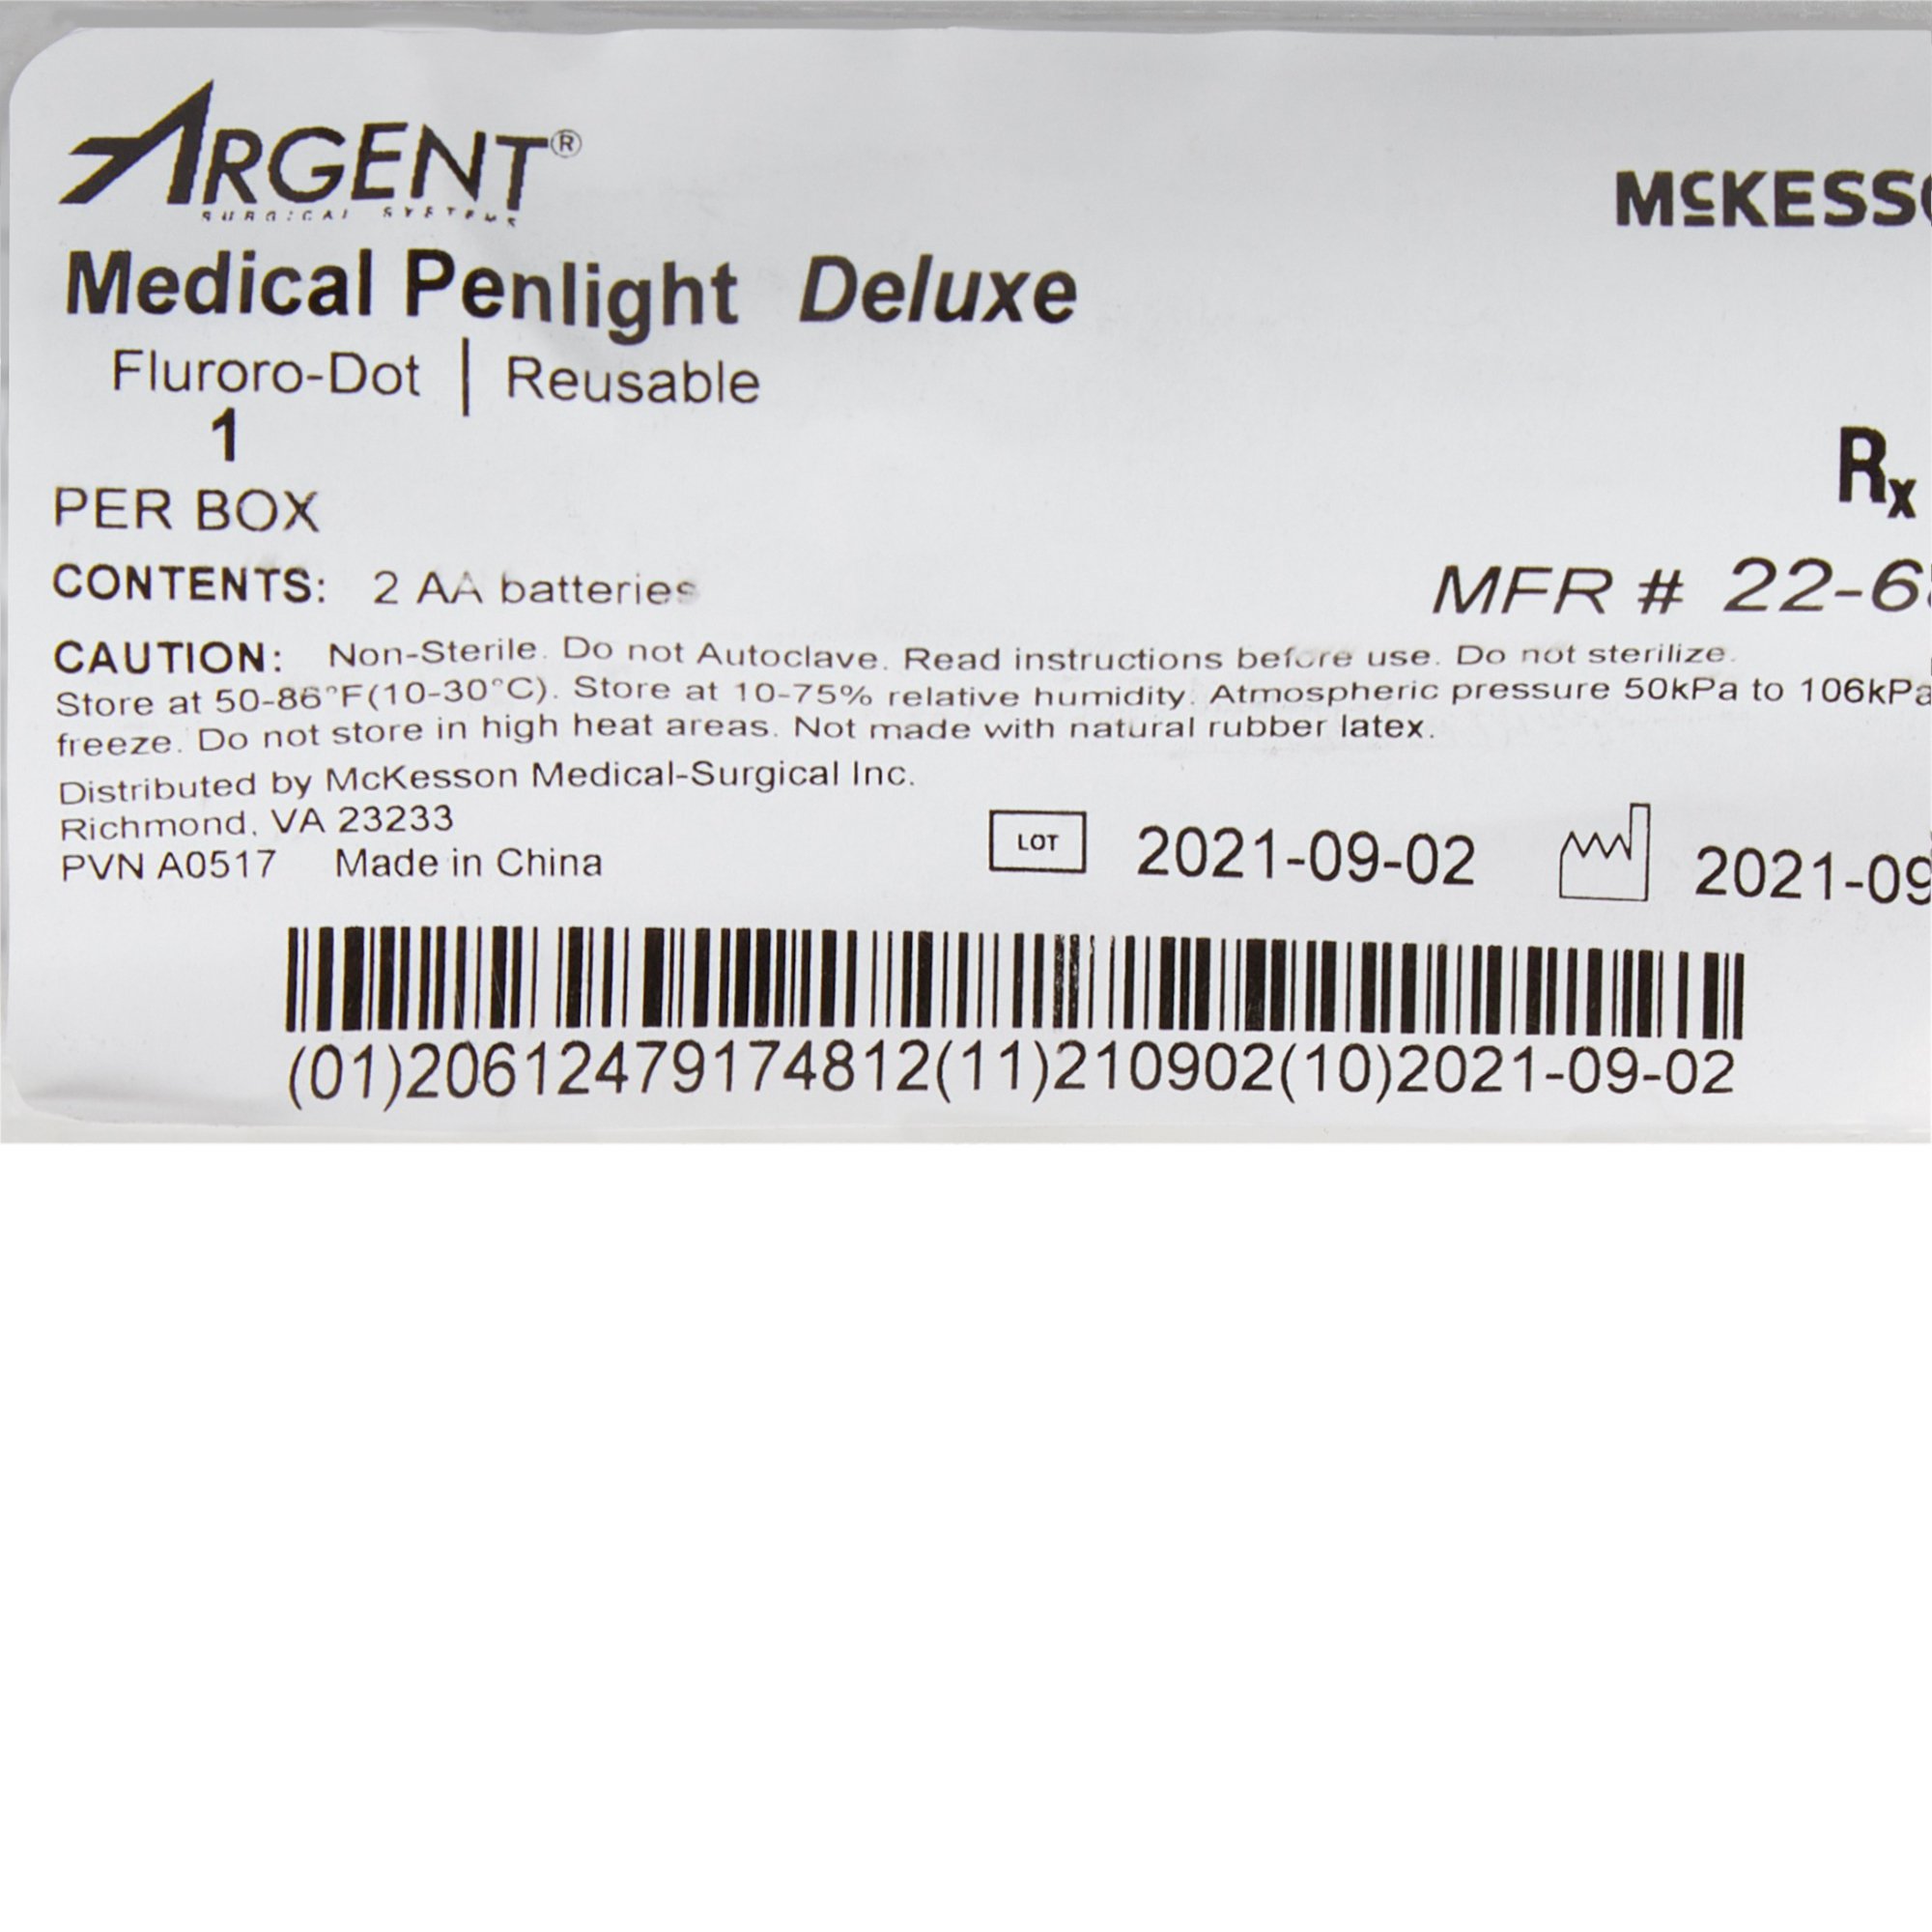 ARGENT®
SURGICAL SYSTEMS
MCKESSO
Medical Penlight Deluxe
Fluroro-Dot | Reusable
1
PER BOX
Rx
CONTENTS: 2 AA batteries
MFR # 22-6
CAUTION: Non-Sterile. Do not Autoclave. Read instructions before use. Do not sterilize.
Store at 50-86°F(10-30°C). Store at 10-75% relative humidity. Atmospheric pressure 50kPa to 106kPa
freeze. Do not store in high heat areas. Not made with natural rubber latex.
Distributed by McKesson Medical-Surgical Inc.
Richmond, VA 23233
PVN A0517 Made in China
LOT 2021-09-02 2021-09
(01)20612479174812(11)210902(10)2021-09-02